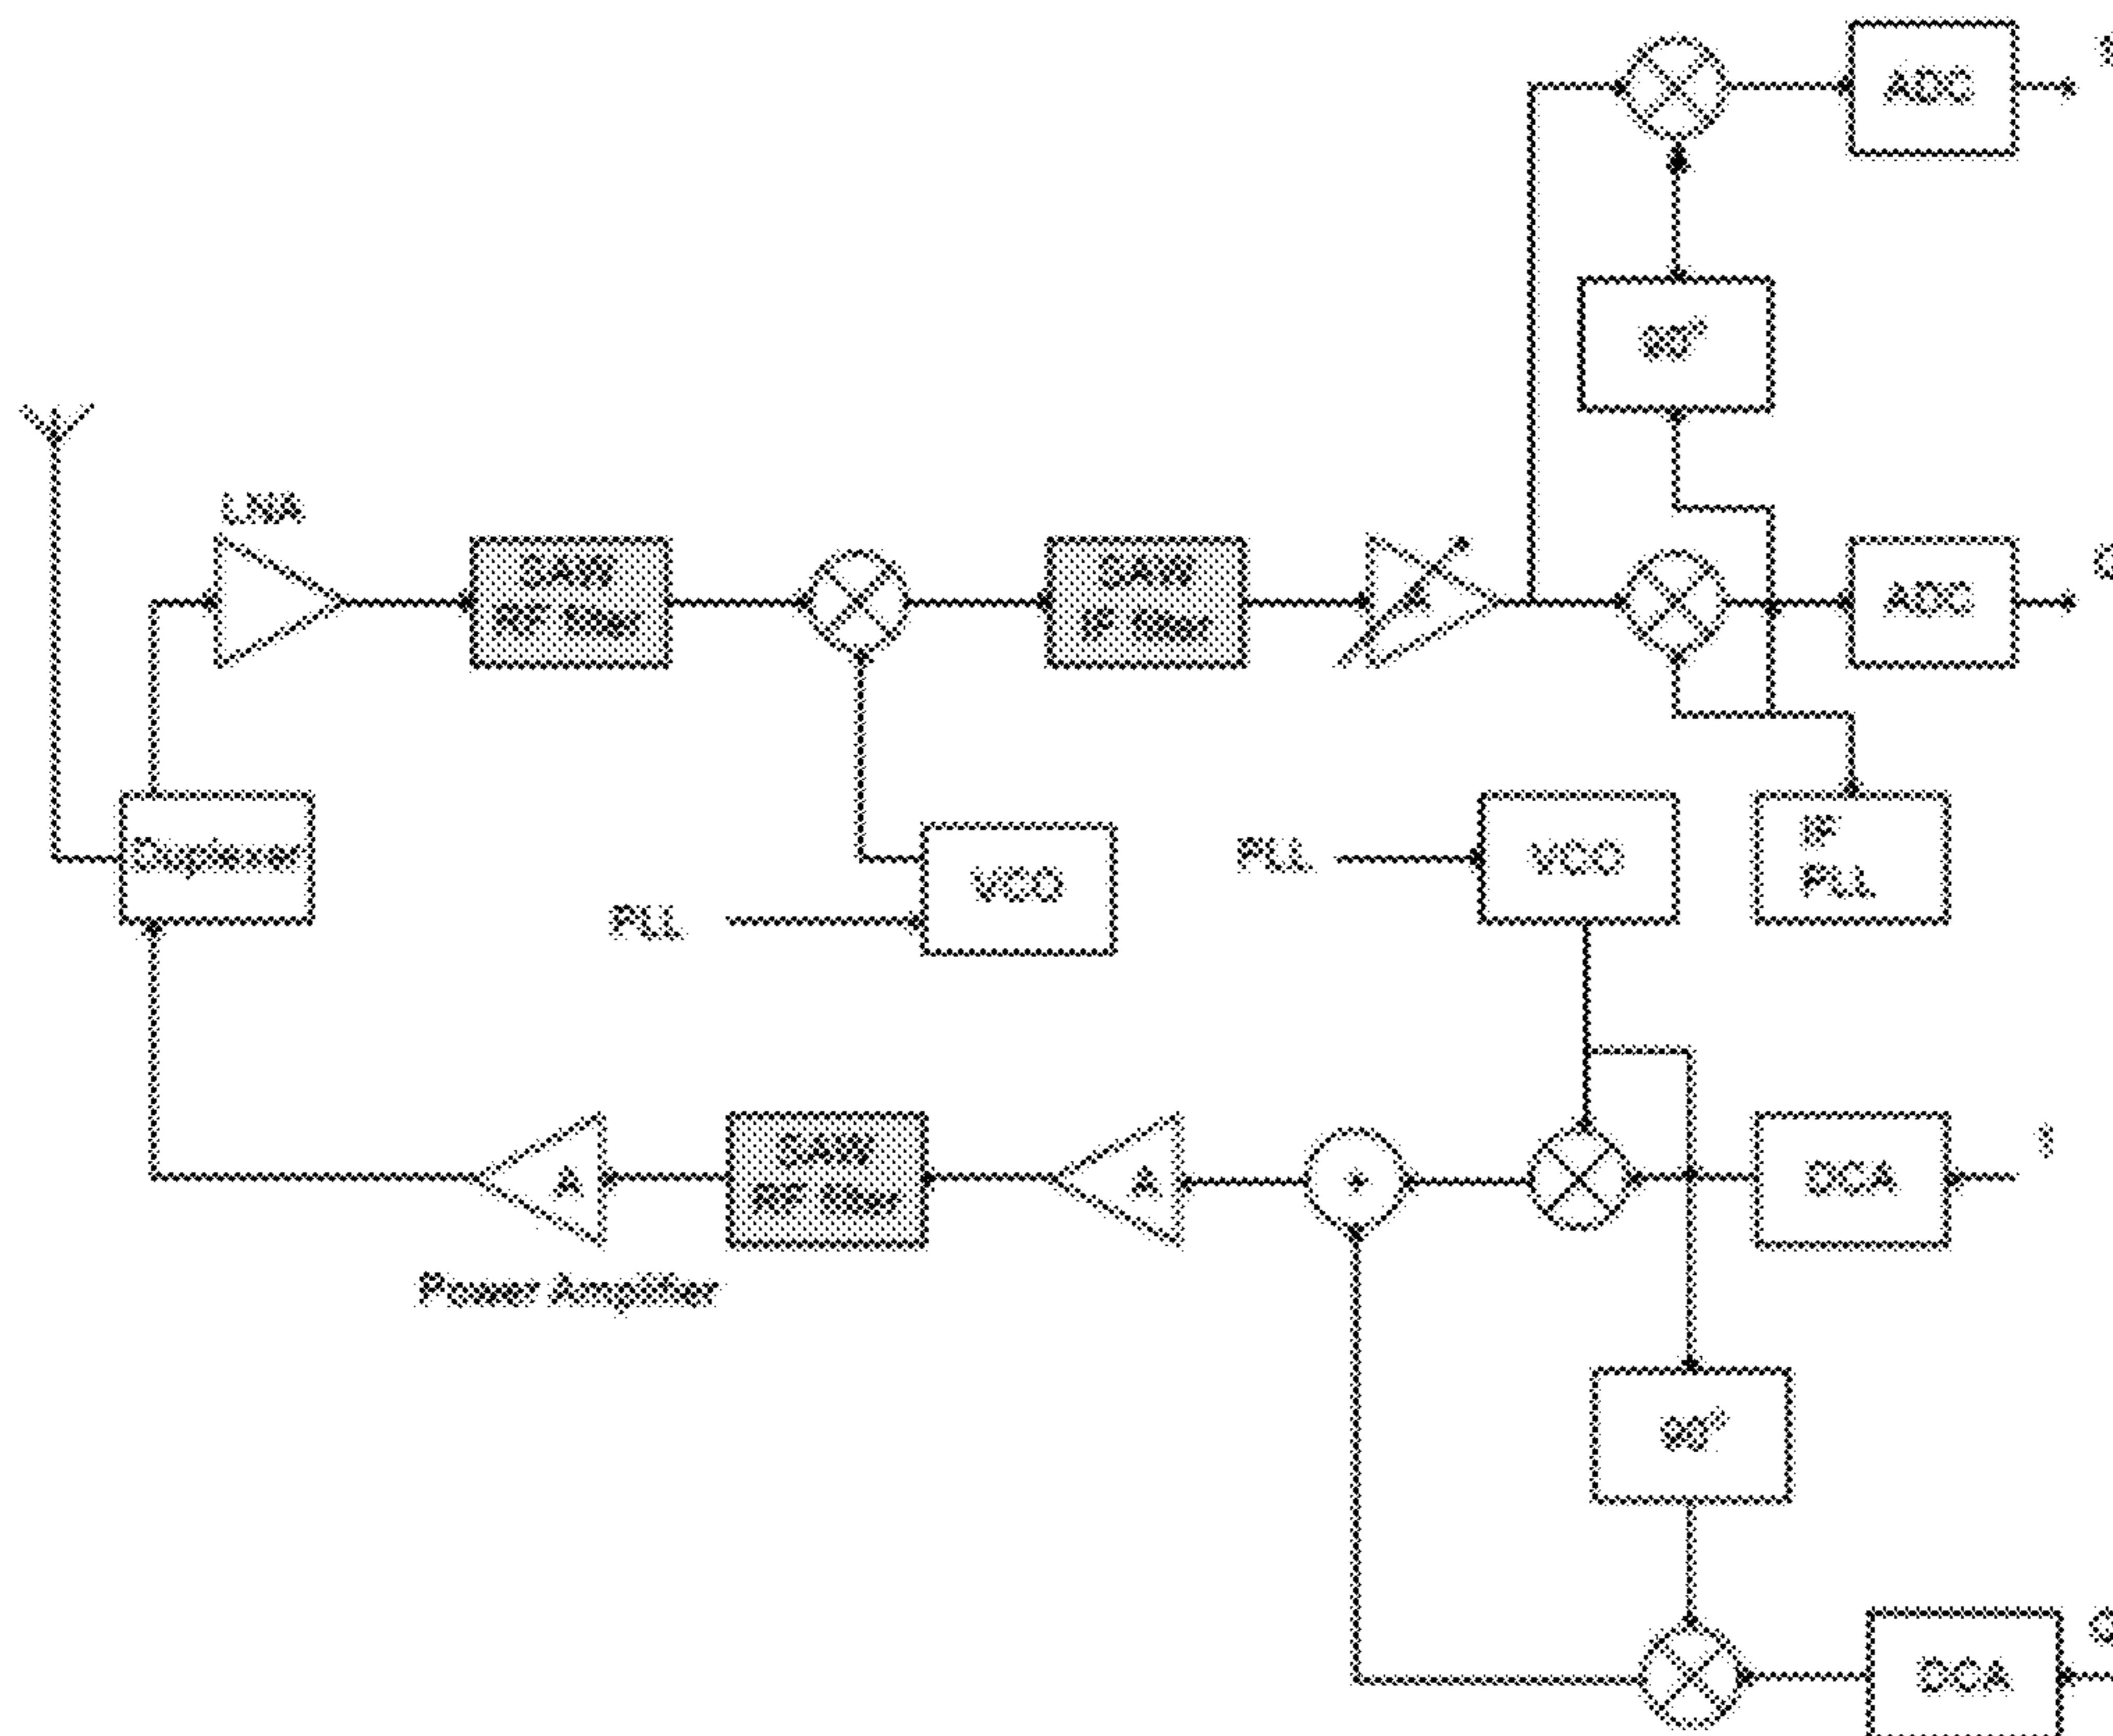 ADC
90°
LNA
SAW
RF filter
SAW
IF filter
A
ADC
Duplexer
VCO
PLL
PLL
VCO
IF
PLL
A
SAW
RF filter
A
+
DCA
I
Power Amplifier
90°
DCA